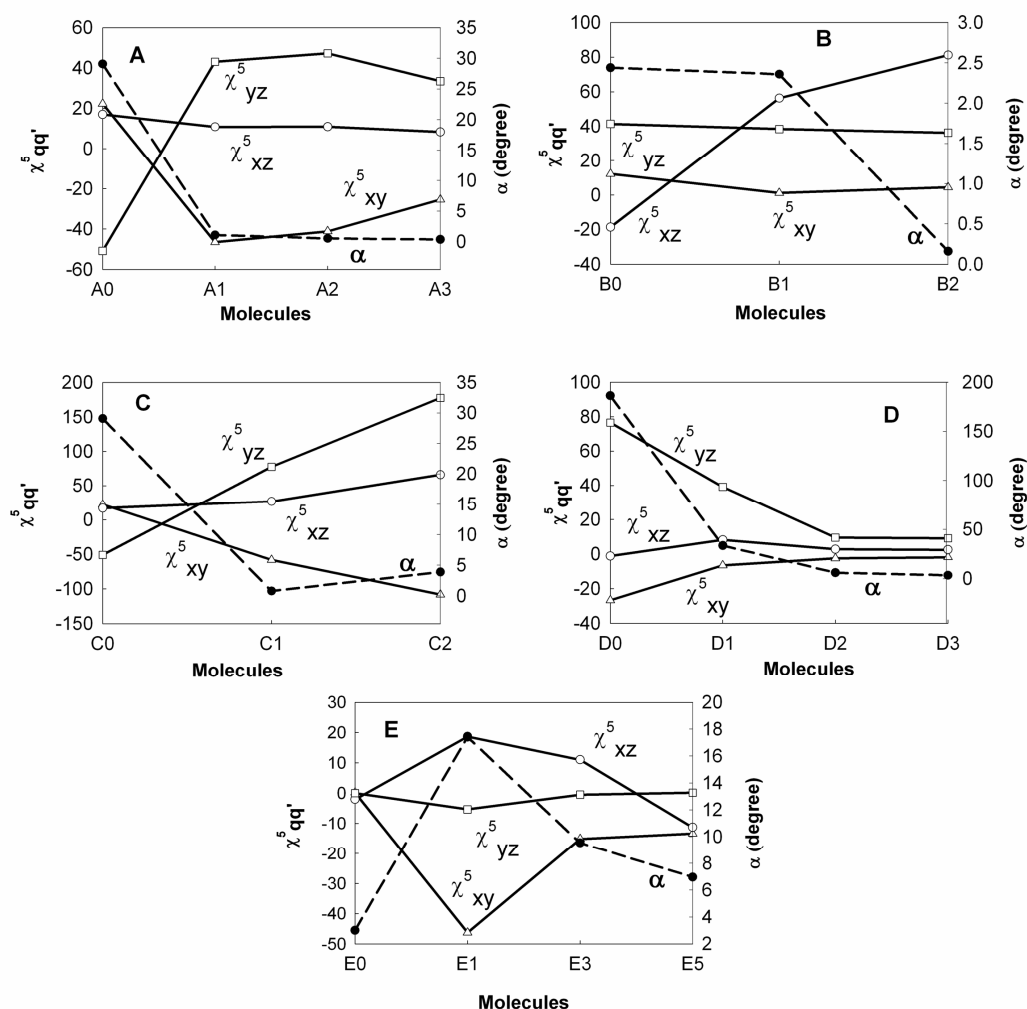 A
60
40
20
0
-20
-40
-60
χ⁵qq'
35
30
25
20
15
10
5
0
α (degree)
χ⁵yz
χ⁵xz
χ⁵xy
α
A0 A1 A2 A3
Molecules
B
100
80
60
40
20
0
-20
-40
χ⁵qq'
3.0
2.5
2.0
1.5
1.0
0.5
0.0
α (degree)
χ⁵yz
χ⁵xz
χ⁵xy
α
B0 B1 B2
Molecules
C
200
150
100
50
0
-50
-100
-150
χ⁵qq'
35
30
25
20
15
10
5
0
α (degree)
χ⁵yz
χ⁵xz
χ⁵xy
α
C0 C1 C2
Molecules
D
100
80
60
40
20
0
-20
-40
χ⁵qq'
200
150
100
50
0
α (degree)
χ⁵yz
χ⁵xz
χ⁵xy
α
D0 D1 D2 D3
Molecules
E
30
20
10
0
-10
-20
-30
-40
-50
χ⁵qq'
20
18
16
14
12
10
8
6
4
2
α (degree)
χ⁵xz
χ⁵yz
χ⁵xy
α
E0 E1 E3 E5
Molecules